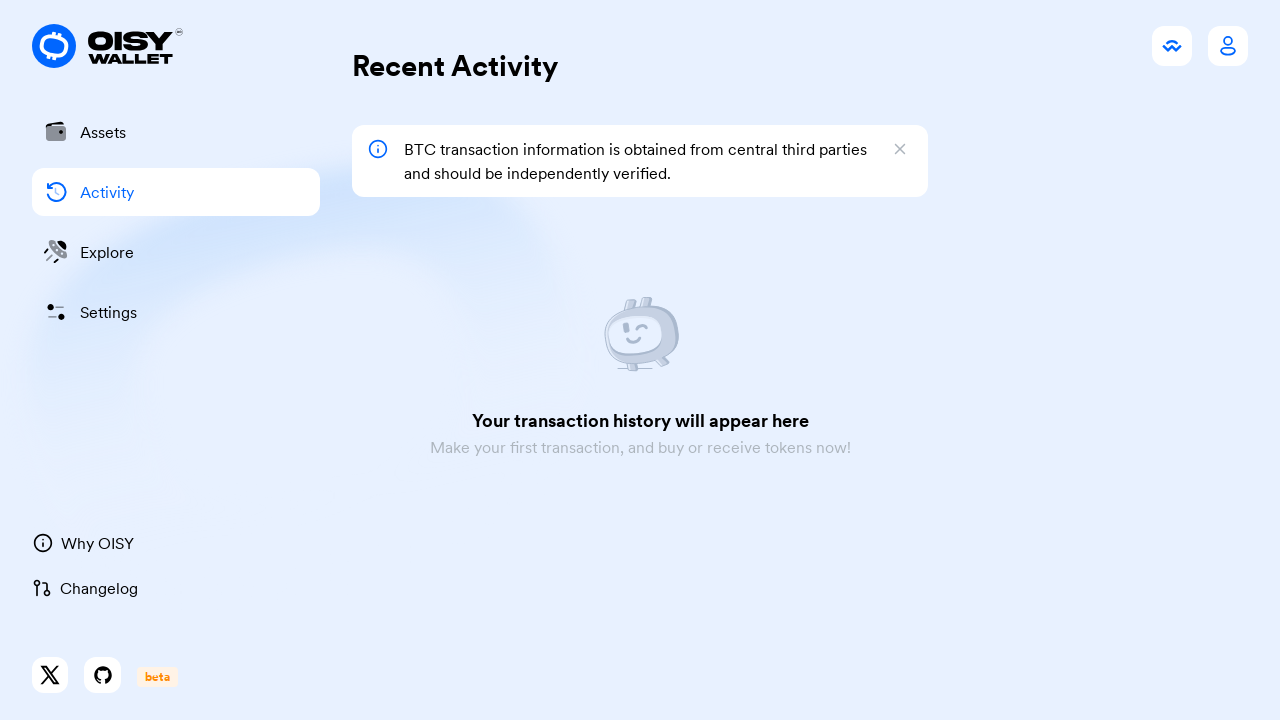 OISY
WALLET
Assets
Activity
Explore
Settings
Why OISY
Changelog
beta
Recent Activity
BTC transaction information is obtained from central third parties
and should be independently verified.
Your transaction history will appear here
Make your first transaction, and buy or receive tokens now!